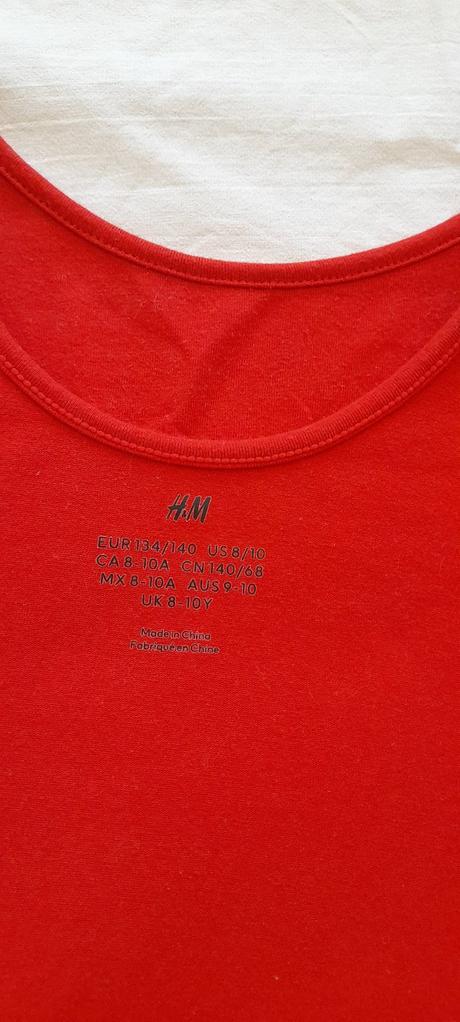 H&M
EUR 134/140 US 8/10
CA 8-10A CN 140/68
MX 8-10A AUS 9-10
UK 8-10Y
Made in China
Fabriqué en Chine